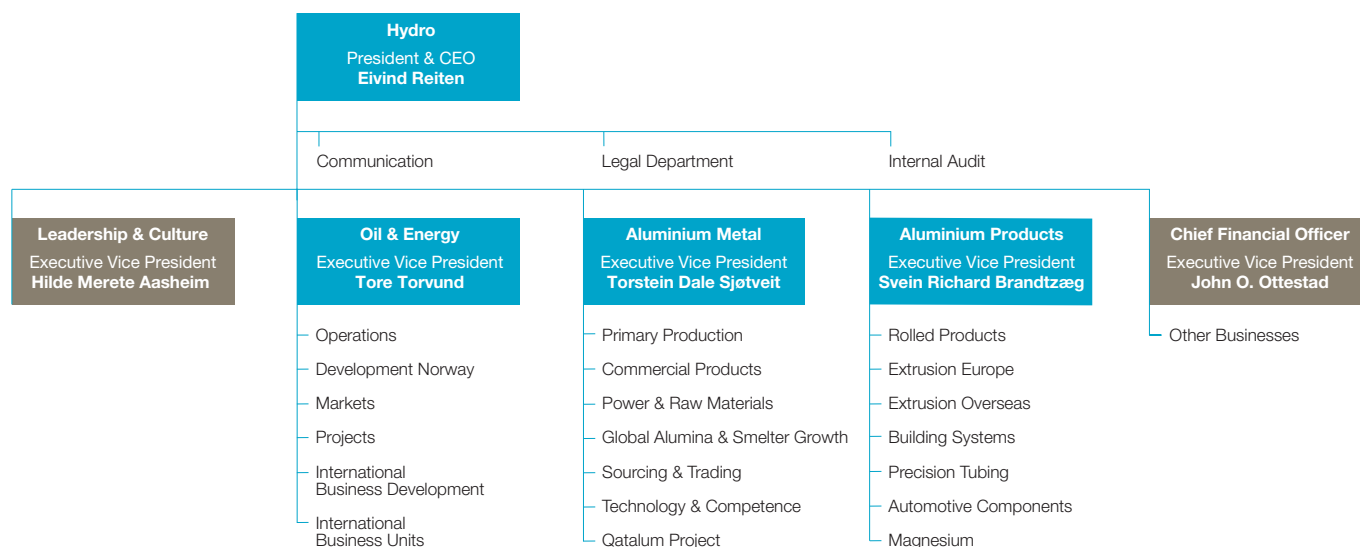 Hydro
President & CEO
Eivind Reiten
Communication
Legal Department
Internal Audit
Leadership & Culture
Executive Vice President
Hilde Merete Aasheim
Oil & Energy
Executive Vice President
Tore Torvund
Operations
Development Norway
Markets
Projects
International
Business Development
International
Business Units
Aluminium Metal
Executive Vice President
Torstein Dale Sjøtveit
Primary Production
Commercial Products
Power & Raw Materials
Global Alumina & Smelter Growth
Sourcing & Trading
Technology & Competence
Qatalum Project
Aluminium Products
Executive Vice President
Svein Richard Brandtzæg
Rolled Products
Extrusion Europe
Extrusion Overseas
Building Systems
Precision Tubing
Automotive Components
Magnesium
Chief Financial Officer
Executive Vice President
John O. Ottestad
Other Businesses